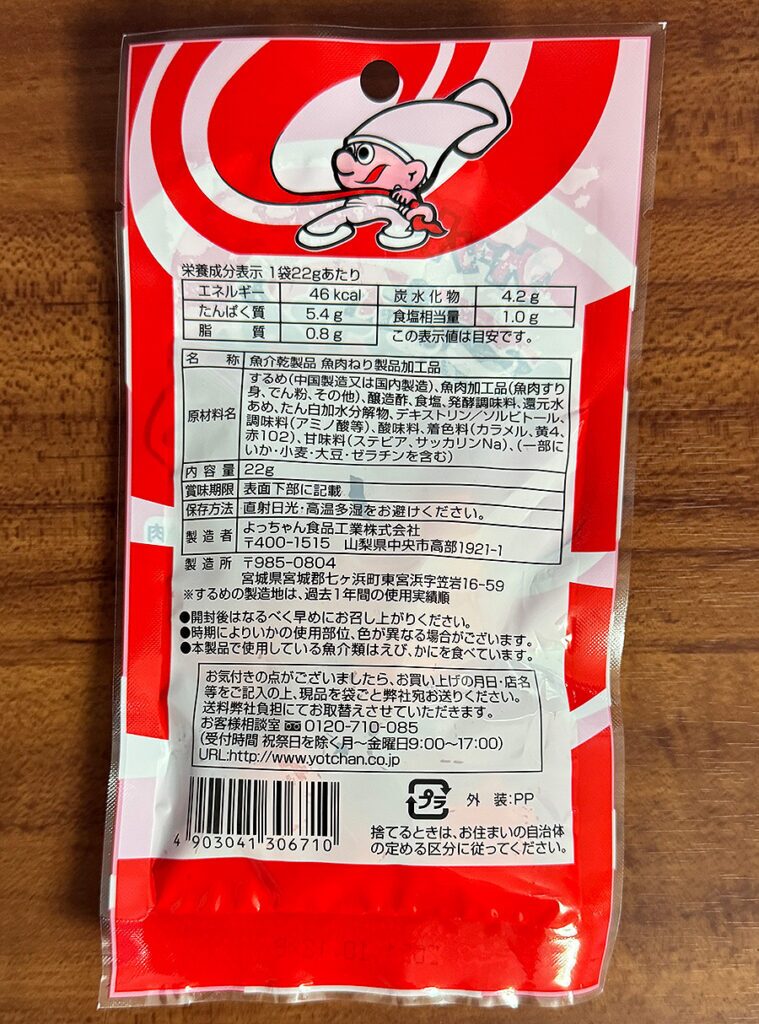 栄養成分表示 1袋22gあたり
エネルギー 46 kcal 炭水化物 4.2 g
たんぱく質 5.4 g 食塩相当量 1.0 g
脂 質 0.8 g この表示値は目安です。
名 称 魚介乾製品 魚肉ねり製品加工品
原材料名 するめ(中国製造又は国内製造)、魚肉加工品(魚肉すり
身、でん粉、その他)、醸造酢、食塩、発酵調味料、還元水
あめ、たん白加水分解物、デキストリン/ソルビトール、
調味料(アミノ酸等)、酸味料、着色料(カラメル、黄4、
赤102)、甘味料(ステビア、サッカリンNa)、(一部に
いか・小麦・大豆・ゼラチンを含む)
内容量 22g
賞味期限 表面下部に記載
保存方法 直射日光・高温多湿をお避けください。
製造者 よっちゃん食品工業株式会社
〒400-1515 山梨県中央市高部1921-1
製造所 〒985-0804
宮城県宮城郡七ヶ浜町東宮浜字笠岩16-59
※するめの製造地は、過去1年間の使用実績順
●開封後はなるべく早めにお召し上がりください。
●時期によりいかの使用部位、色が異なる場合がございます。
●本製品で使用している魚介類はえび、かにを食べています。
お気付きの点がございましたら、お買い上げの月日・店名
等をご記入の上、現品を袋ごと弊社宛お送りください。
送料弊社負担にてお取替えさせていただきます。
お客様相談室 0120-710-085
(受付時間 祝祭日を除く月〜金曜日9:00〜17:00)
URL:http://www.yotchan.co.jp
4 903041 306710
プラ 外 装:PP
捨てるときは、お住まいの自治体
の定める区分に従ってください。